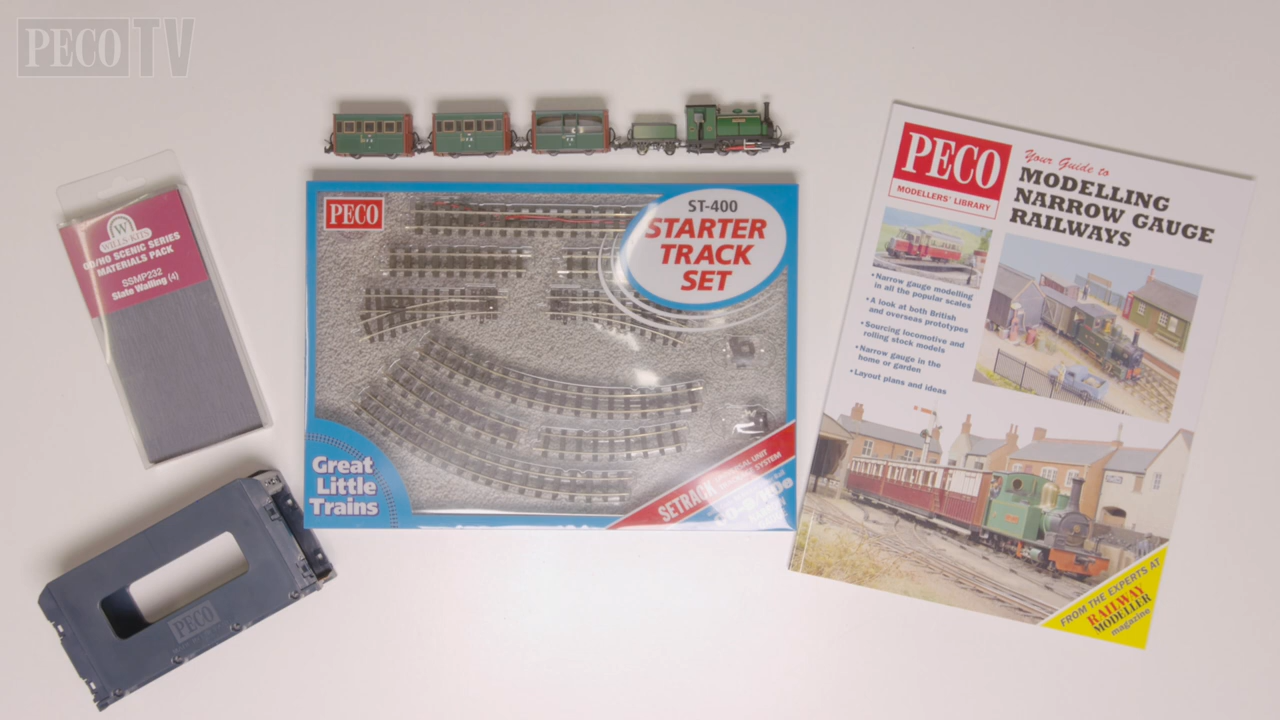 PECO TV
WILLS KITS
OO/HO SCENIC SERIES
MATERIALS PACK
SSMP232
Slate Walling (4)
PECO
PECO
ST-400
STARTER
TRACK
SET
Great
Little
Trains
SETRACK
PECO
MODELLERS' LIBRARY
Your Guide to
MODELLING
NARROW GAUGE
RAILWAYS
• Narrow gauge modelling
in all the popular scales
• A look at both British
and overseas prototypes
• Sourcing locomotive and
rolling stock models
• Narrow gauge in the
home or garden
• Layout plans and ideas
FROM THE EXPERTS AT
RAILWAY
MODELLER
magazine